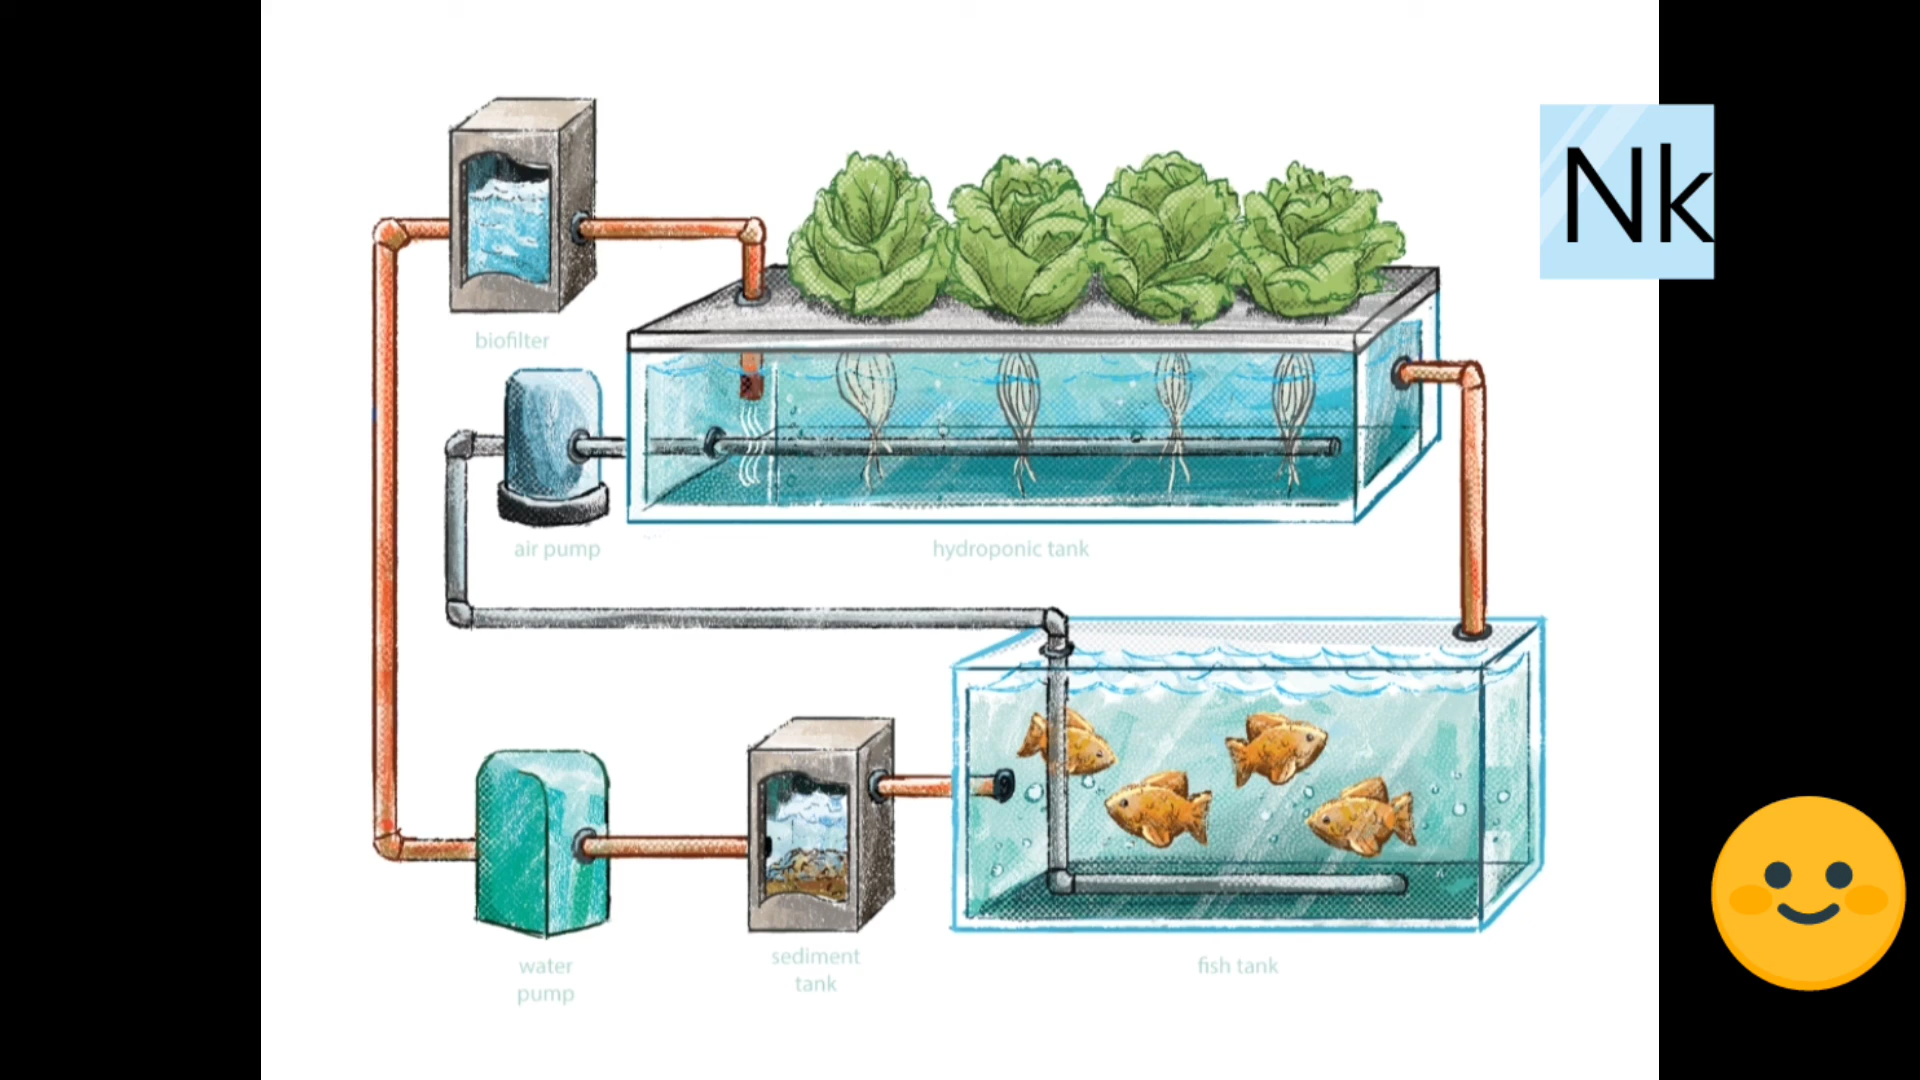 Nk
biofilter
air pump
hydroponic tank
water
pump
sediment
tank
fish tank